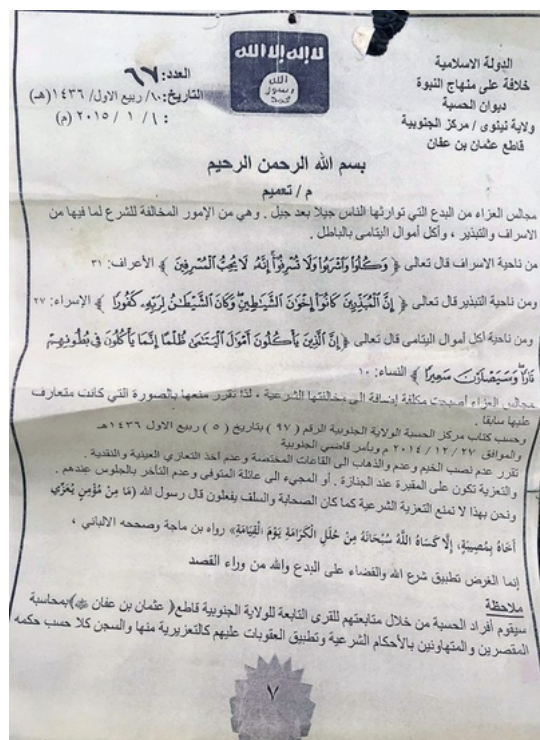 الدولة الاسلامية
خلافة على منهاج النبوة
ديوان الحسبة
ولاية نينوى / مركز الجنوبية
قاطع عثمان بن عفان
لا إله إلا الله
الله
رسول
محمد
العدد: ٦٧
التاريخ: ١٠/ ربيع الاول/ ١٤٣٦(هـ)
١ / ١ / ٢٠١٥ (م)
بسم الله الرحمن الرحيم
م / تعميم
مجالس العزاء من البدع التي توارثها الناس جيلا بعد جيل . وهي من الإمور المخالفة للشرع لما فيها من
الاسراف والتبذير ، وأكل أموال اليتامى بالباطل.
من ناحية الاسراف قال تعالى ﴿ وَكُلُوا وَاشْرَبُوا وَلَا تُسْرِفُوا إِنَّهُ لَا يُحِبُّ الْمُسْرِفِينَ ﴾ الأعراف: ٣١
ومن ناحية التبذير قال تعالى ﴿ إِنَّ الْمُبَذِّرِينَ كَانُوا إِخْوَانَ الشَّيَاطِينِ وَكَانَ الشَّيْطَانُ لِرَبِّهِ كَفُورًا ﴾ الإسراء: ٢٧
ومن ناحية أكل أموال اليتامى قال تعالى ﴿ إِنَّ الَّذِينَ يَأْكُلُونَ أَمْوَالَ الْيَتَامَى ظُلْمًا إِنَّمَا يَأْكُلُونَ فِي بُطُونِهِمْ
نَارًا وَسَيَصْلَوْنَ سَعِيرًا ﴾ النساء: ١٠
مجالس العزاء أصبحت مكلفة إضافة الى مخالفتها الشرعية ، لذا تقرر منعها بالصورة التي كانت متعارف
عليها سابقا .
وحسب كتاب مركز الحسبة الولاية الجنوبية الرقم ( ٩٧ ) بتاريخ ( ٥ ) ربيع الاول ١٤٣٦هـ
والموافق ٢٧ / ١٢ / ٢٠١٤ م وبأمر قاضي الجنوبية
تقرر عدم نصب الخيم وعدم والذهاب الى القاعات المختصة وعدم أخذ التعازي العينية والنقدية .
والتعزية تكون على المقبرة عند الجنازة . أو المجيء الى عائلة المتوفى وعدم التأخر بالجلوس عندهم .
ونحن بهذا لا نمنع التعزية الشرعية كما كان الصحابة والسلف يفعلون قال رسول الله (مَا مِنْ مُؤْمِنٍ يُعَزِّي
أَخَاهُ بِمُصِيبَةٍ، إِلَّا كَسَاهُ اللَّهُ سُبْحَانَهُ مِنْ حُلَلِ الْكَرَامَةِ يَوْمَ الْقِيَامَةِ» رواه بن ماجة وصححه الالباني ،
إنما الغرض تطبيق شرع الله والقضاء على البدع والله من وراء القصد
ملاحظة
سيقوم أفراد الحسبة من خلال متابعتهم للقرى التابعة للولاية الجنوبية قاطع( عثمان بن عفان ﷺ)بمحاسبة
المقصرين والمتهاونين بالأحكام الشرعية وتطبيق العقوبات عليهم كالتعزيرية منها والسجن كلا حسب حكمه
٧